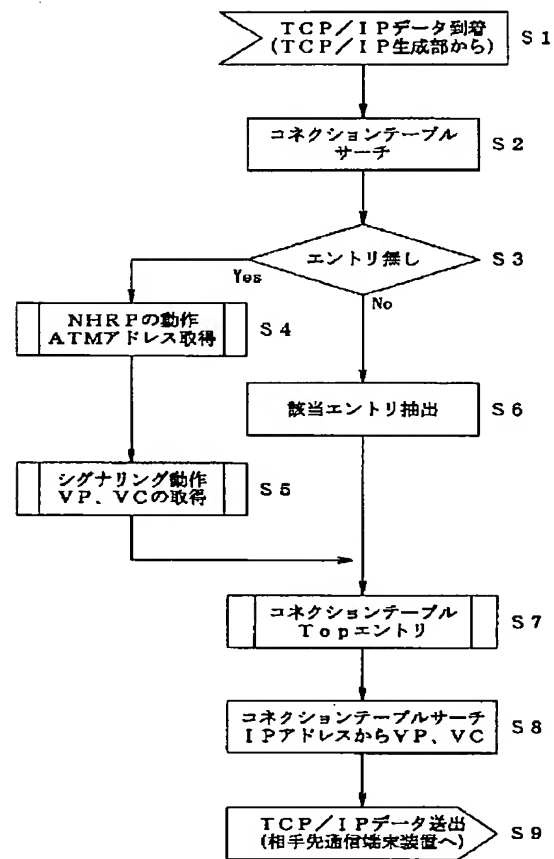 TCP/IPデータ到着
(TCP/IP生成部から)
S1
コネクションテーブル
サーチ
S2
エントリ無し
S3
Yes
No
NHRPの動作
ATMアドレス取得
S4
該当エントリ抽出
S6
シグナリング動作
VP、VCの取得
S5
コネクションテーブル
Topエントリ
S7
コネクションテーブルサーチ
IPアドレスからVP、VC
S8
TCP/IPデータ送出
(相手先通信端末装置へ)
S9